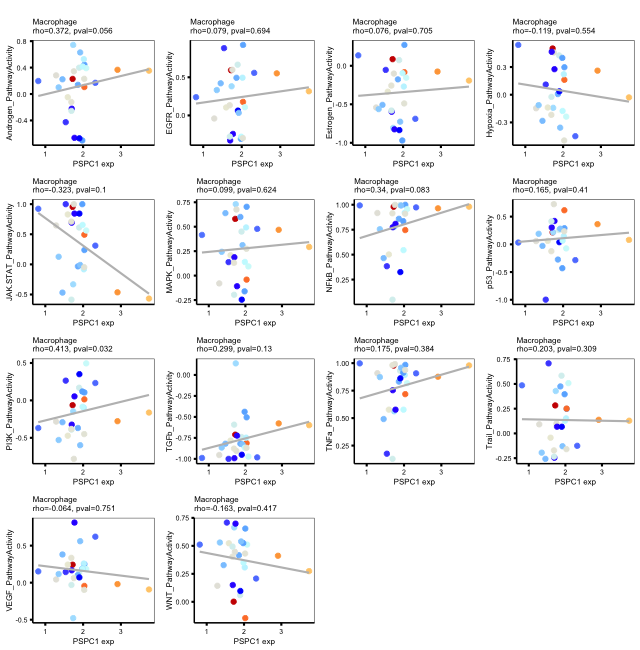 Macrophage
rho=0.372, pval=0.056
Androgen_PathwayActivity
0.8
0.4
0.0
-0.4
1
2
3
PSPC1 exp
Macrophage
rho=0.079, pval=0.694
EGFR_PathwayActivity
0.5
0.0
1
2
3
PSPC1 exp
Macrophage
rho=0.076, pval=0.705
Estrogen_PathwayActivity
0.0
-0.5
-1.0
1
2
3
PSPC1 exp
Macrophage
rho=-0.119, pval=0.554
Hypoxia_PathwayActivity
0.3
0.0
-0.3
1
2
3
PSPC1 exp
Macrophage
rho=-0.323, pval=0.1
JAK-STAT_PathwayActivity
1.0
0.5
0.0
-0.5
1
2
3
PSPC1 exp
Macrophage
rho=0.099, pval=0.624
MAPK_PathwayActivity
0.75
0.50
0.25
0.00
-0.25
1
2
3
PSPC1 exp
Macrophage
rho=0.34, pval=0.083
NFkB_PathwayActivity
1.00
0.75
0.50
0.25
1
2
3
PSPC1 exp
Macrophage
rho=0.165, pval=0.41
p53_PathwayActivity
0.5
0.0
-0.5
-1.0
1
2
3
PSPC1 exp
Macrophage
rho=0.413, pval=0.032
PI3K_PathwayActivity
0.5
0.0
-0.5
1
2
3
PSPC1 exp
Macrophage
rho=0.299, pval=0.13
TGFb_PathwayActivity
0.00
-0.25
-0.50
-0.75
-1.00
1
2
3
PSPC1 exp
Macrophage
rho=0.175, pval=0.384
TNFa_PathwayActivity
1.00
0.75
0.50
0.25
1
2
3
PSPC1 exp
Macrophage
rho=0.203, pval=0.309
Trail_PathwayActivity
0.75
0.50
0.25
0.00
-0.25
1
2
3
PSPC1 exp
Macrophage
rho=-0.064, pval=0.751
VEGF_PathwayActivity
0.5
0.0
-0.5
1
2
3
PSPC1 exp
Macrophage
rho=-0.163, pval=0.417
WNT_PathwayActivity
0.75
0.50
0.25
0.00
1
2
3
PSPC1 exp